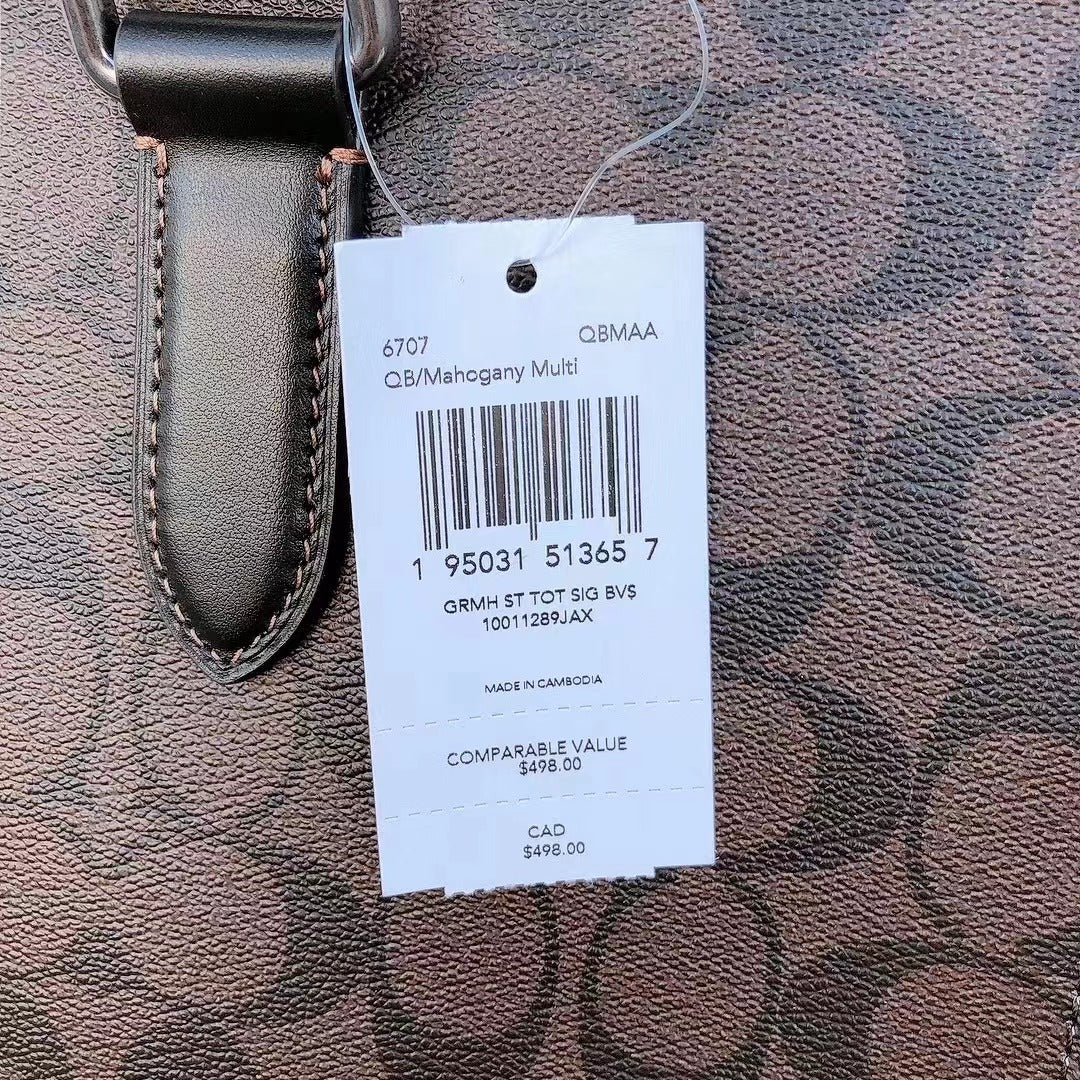 6707 QBMAA
QB/Mahogany Multi
1 95031 51365 7
GRMH ST TOT SIG BV$
10011289JAX
MADE IN CAMBODIA
COMPARABLE VALUE
$498.00
CAD
$498.00